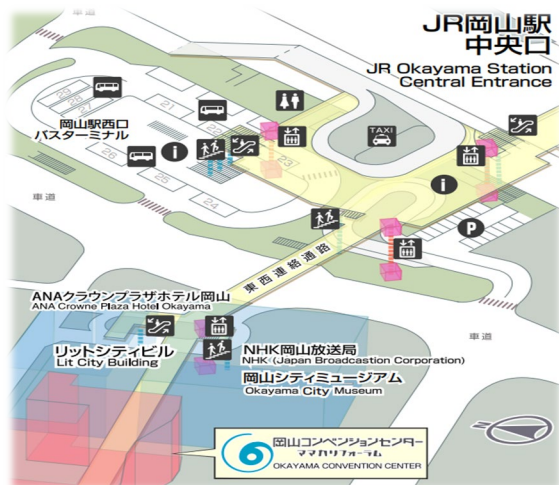 JR岡山駅
中央口
JR Okayama Station
Central Entrance
岡山駅西口
バスターミナル
21
22
23
24
25
26
TAXI
車道
P
東西連絡通路
ANAクラウンプラザホテル岡山
ANA Crowne Plaza Hotel Okayama
リットシティビル
Lit City Building
NHK岡山放送局
NHK (Japan Broadcastion Corporation)
岡山シティミュージアム
Okayama City Museum
車道
岡山コンベンションセンター
ママカリフォーラム
OKAYAMA CONVENTION CENTER